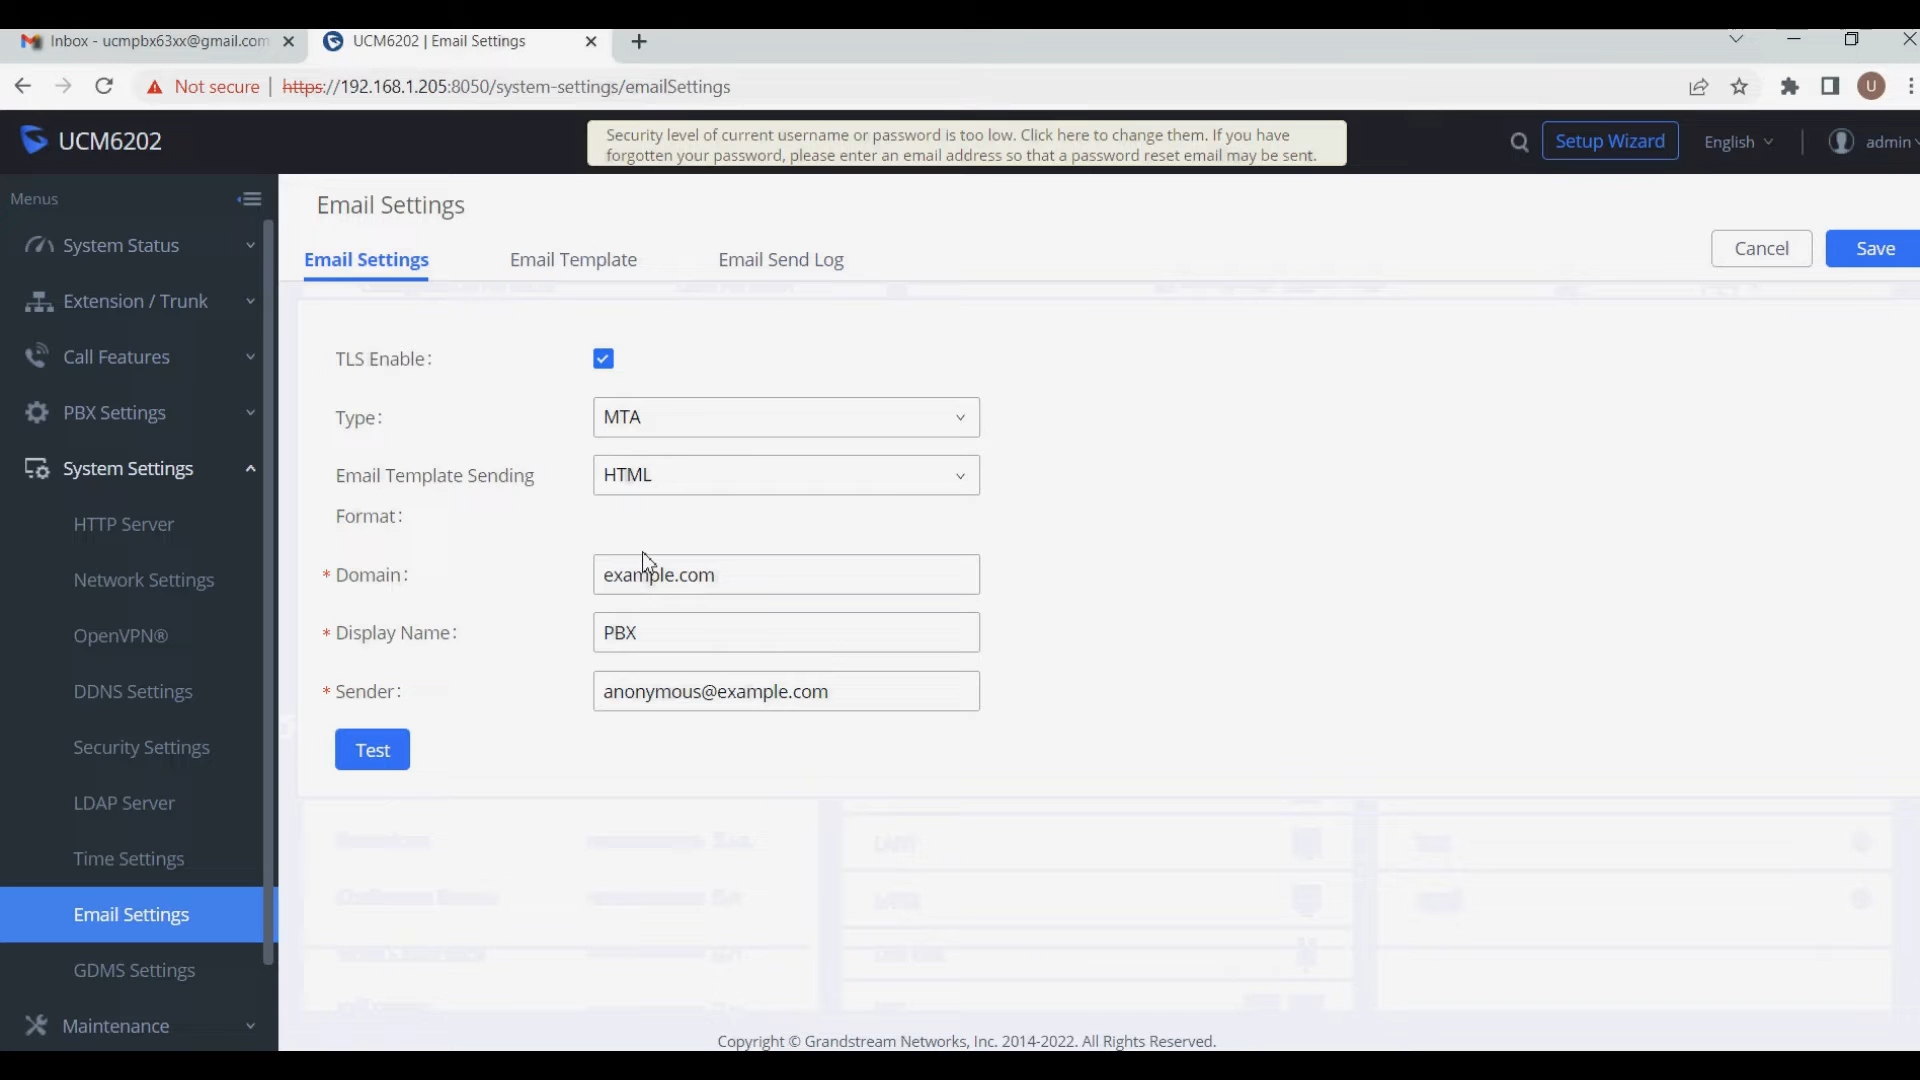 Inbox - ucmpbx63xx@gmail.com
UCM6202 | Email Settings
Not secure | https://192.168.1.205:8050/system-settings/emailSettings
U
UCM6202
Security level of current username or password is too low. Click here to change them. If you have
forgotten your password, please enter an email address so that a password reset email may be sent.
Setup Wizard
English
admin
Menus
System Status
Extension / Trunk
Call Features
PBX Settings
System Settings
HTTP Server
Network Settings
OpenVPN®
DDNS Settings
Security Settings
LDAP Server
Time Settings
Email Settings
GDMS Settings
Maintenance
Email Settings
Email Settings
Email Template
Email Send Log
Cancel
Save
TLS Enable:
Type:
MTA
Email Template Sending
Format:
HTML
* Domain:
example.com
* Display Name:
PBX
* Sender:
anonymous@example.com
Test
Copyright © Grandstream Networks, Inc. 2014-2022. All Rights Reserved.